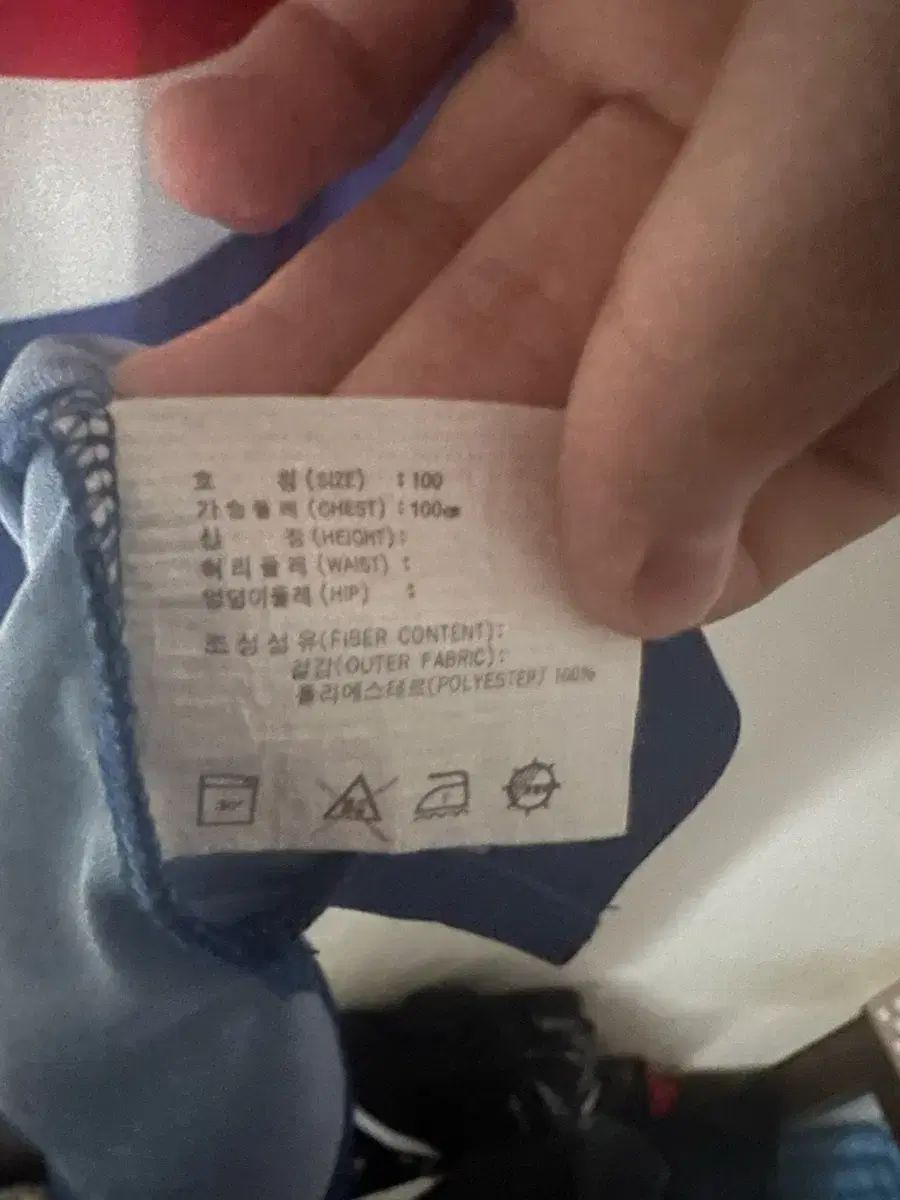 호 칭 (SIZE) : 100
가슴둘레 (CHEST) : 100㎝
신 장 (HEIGHT) :
허리둘레 (WAIST) :
엉덩이둘레 (HIP) :
조성섬유(FIBER CONTENT):
겉감(OUTER FABRIC):
폴리에스테르(POLYESTER) 100%
30°